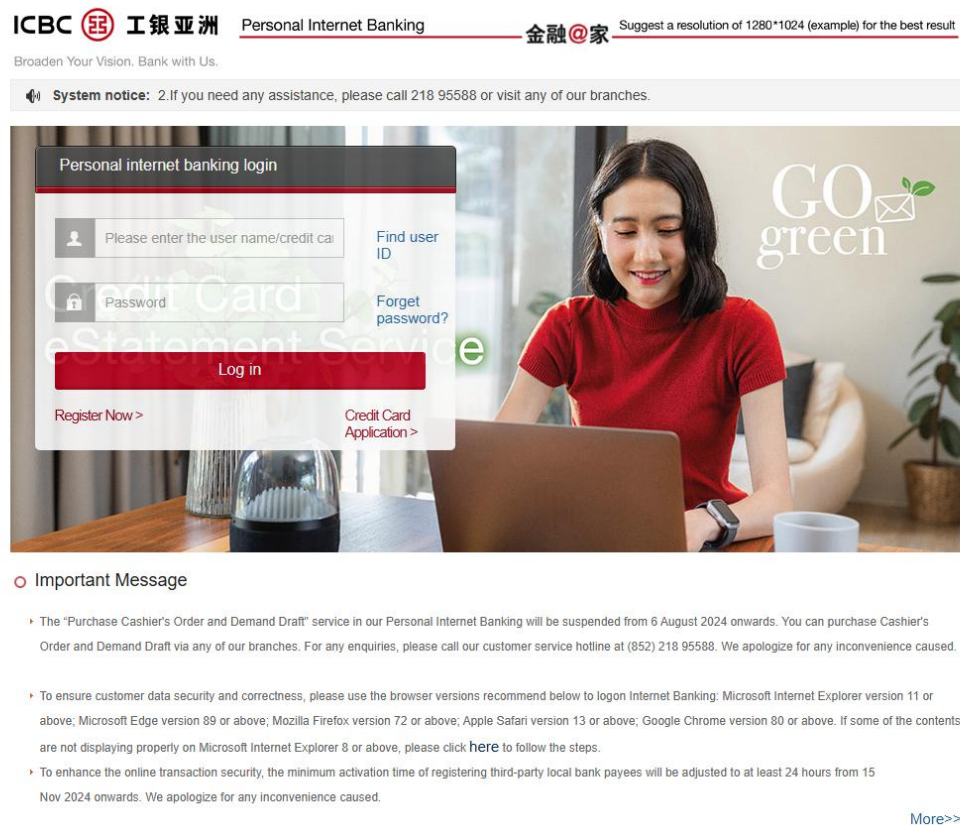 ICBC 工银亚洲 Personal Internet Banking 金融@家 Suggest a resolution of 1280*1024 (example) for the best result
Broaden Your Vision. Bank with Us.
System notice: 2.If you need any assistance, please call 218 95588 or visit any of our branches.
Personal internet banking login
GO
green
Please enter the user name/credit ca
Find user
ID
Credit Card
Password
Forget
password?
eStatement Service
Log in
Register Now >
Credit Card
Application >
Important Message
The “Purchase Cashier's Order and Demand Draft” service in our Personal Internet Banking will be suspended from 6 August 2024 onwards. You can purchase Cashier's
Order and Demand Draft via any of our branches. For any enquiries, please call our customer service hotline at (852) 218 95588. We apologize for any inconvenience caused.
To ensure customer data security and correctness, please use the browser versions recommend below to logon Internet Banking: Microsoft Internet Explorer version 11 or
above; Microsoft Edge version 89 or above; Mozilla Firefox version 72 or above; Apple Safari version 13 or above; Google Chrome version 80 or above. If some of the contents
are not displaying properly on Microsoft Internet Explorer 8 or above, please click here to follow the steps.
To enhance the online transaction security, the minimum activation time of registering third-party local bank payees will be adjusted to at least 24 hours from 15
Nov 2024 onwards. We apologize for any inconvenience caused.
More>>